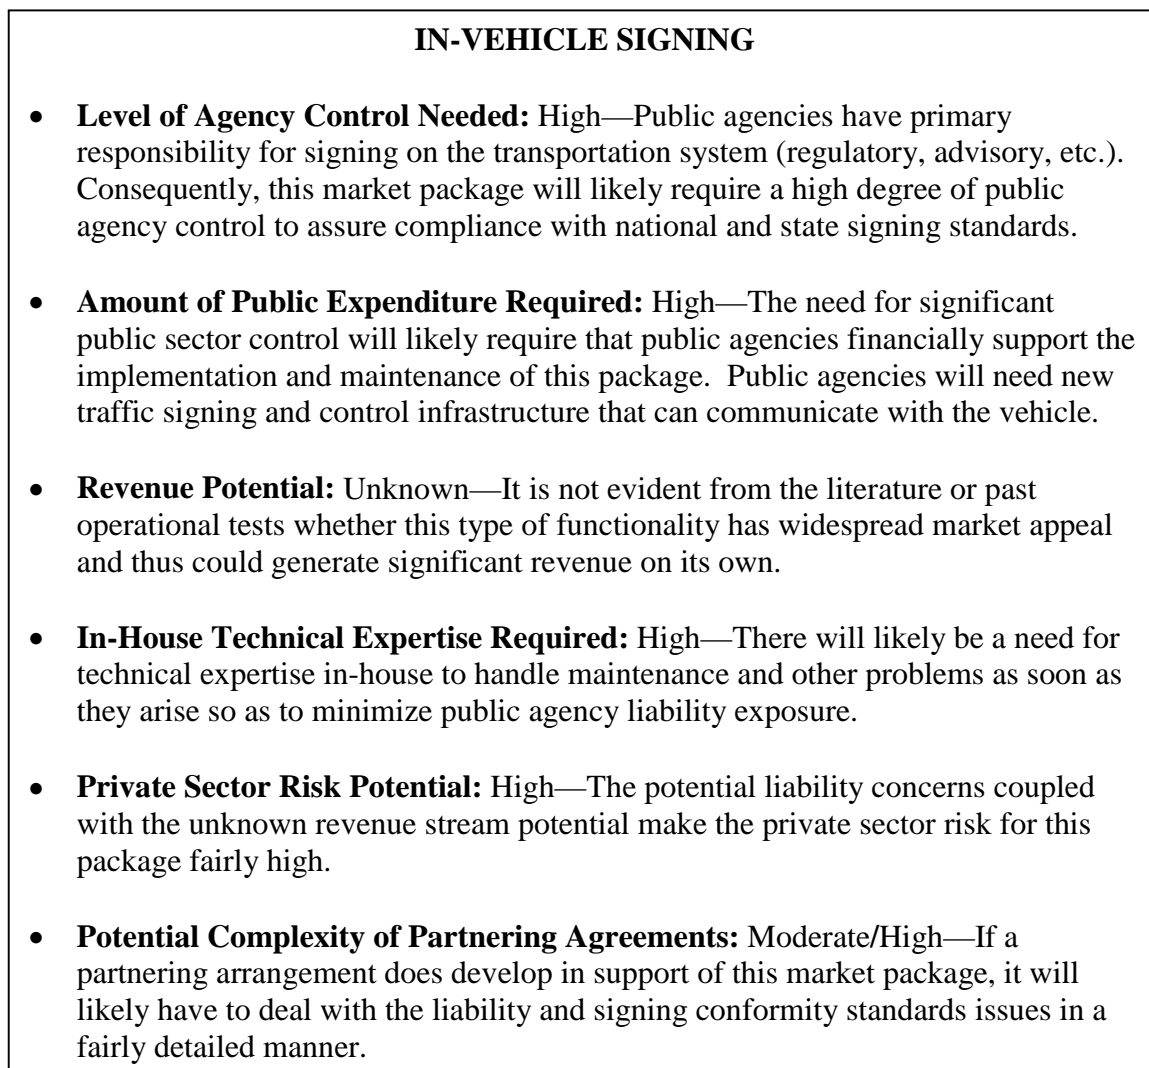 IN-VEHICLE SIGNING
• Level of Agency Control Needed: High—Public agencies have primary
responsibility for signing on the transportation system (regulatory, advisory, etc.).
Consequently, this market package will likely require a high degree of public
agency control to assure compliance with national and state signing standards.
• Amount of Public Expenditure Required: High—The need for significant
public sector control will likely require that public agencies financially support the
implementation and maintenance of this package.  Public agencies will need new
traffic signing and control infrastructure that can communicate with the vehicle.
• Revenue Potential: Unknown—It is not evident from the literature or past
operational tests whether this type of functionality has widespread market appeal
and thus could generate significant revenue on its own.
• In-House Technical Expertise Required: High—There will likely be a need for
technical expertise in-house to handle maintenance and other problems as soon as
they arise so as to minimize public agency liability exposure.
• Private Sector Risk Potential: High—The potential liability concerns coupled
with the unknown revenue stream potential make the private sector risk for this
package fairly high.
• Potential Complexity of Partnering Agreements: Moderate/High—If a
partnering arrangement does develop in support of this market package, it will
likely have to deal with the liability and signing conformity standards issues in a
fairly detailed manner.